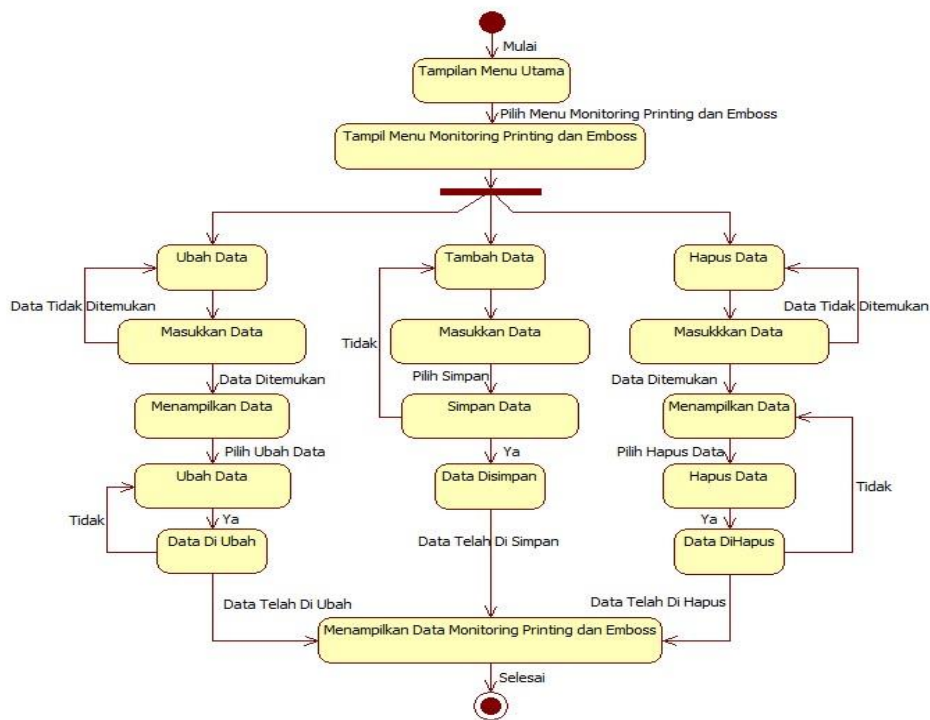 Mulai
Tampilan Menu Utama
Pilih Menu Monitoring Printing dan Emboss
Tampil Menu Monitoring Printing dan Emboss
Ubah Data
Tambah Data
Hapus Data
Data Tidak Ditemukan
Data Tidak Ditemukan
Masukkan Data
Masukkan Data
Masukkkan Data
Tidak
Data Ditemukan
Pilih Simpan
Data Ditemukan
Menampilkan Data
Simpan Data
Menampilkan Data
Pilih Ubah Data
Ya
Pilih Hapus Data
Ubah Data
Data Disimpan
Hapus Data
Tidak
Tidak
Ya
Ya
Data Di Ubah
Data Telah Di Simpan
Data DiHapus
Data Telah Di Ubah
Data Telah Di Hapus
Menampilkan Data Monitoring Printing dan Emboss
Selesai